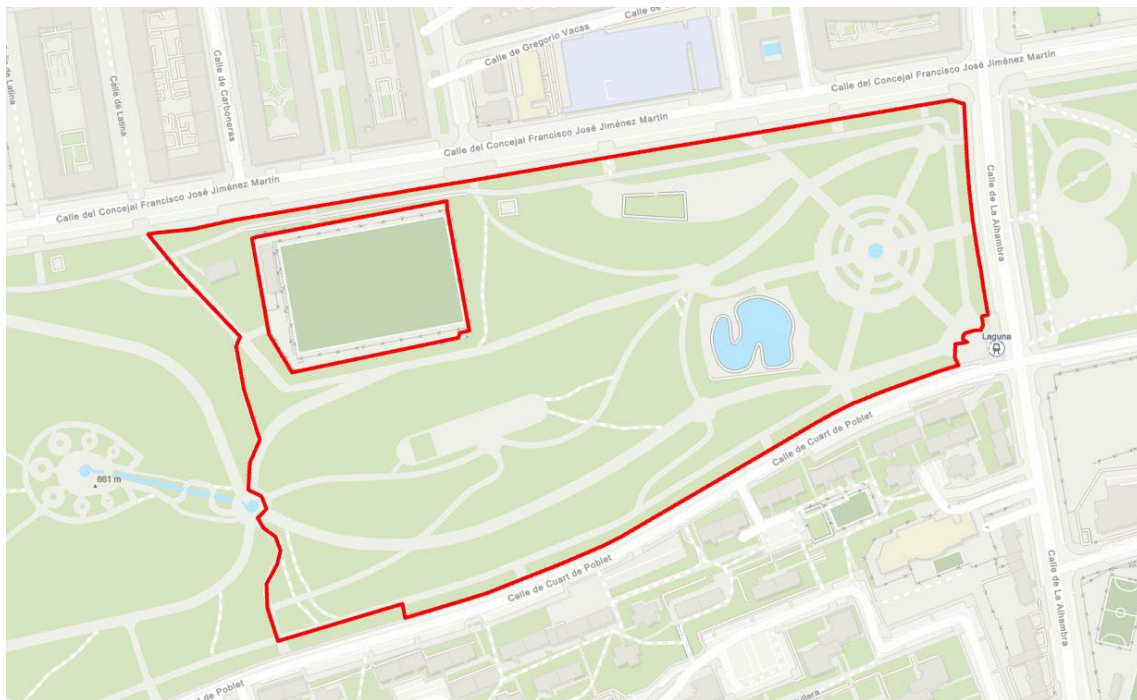 Calle de Gregorio Vacas
Calle de Latina
Calle de Latina
Calle de Carboneras
Calle del Concejal Francisco José Jiménez Martín
Calle del Concejal Francisco José Jiménez Martín
Calle del Concejal Francisco José Jiménez Martín
Calle de La Alhambra
Laguna
Calle de Cuart de Poblet
661 m
Calle de Cuart de Poblet
Calle de La Alhambra
de Poblet